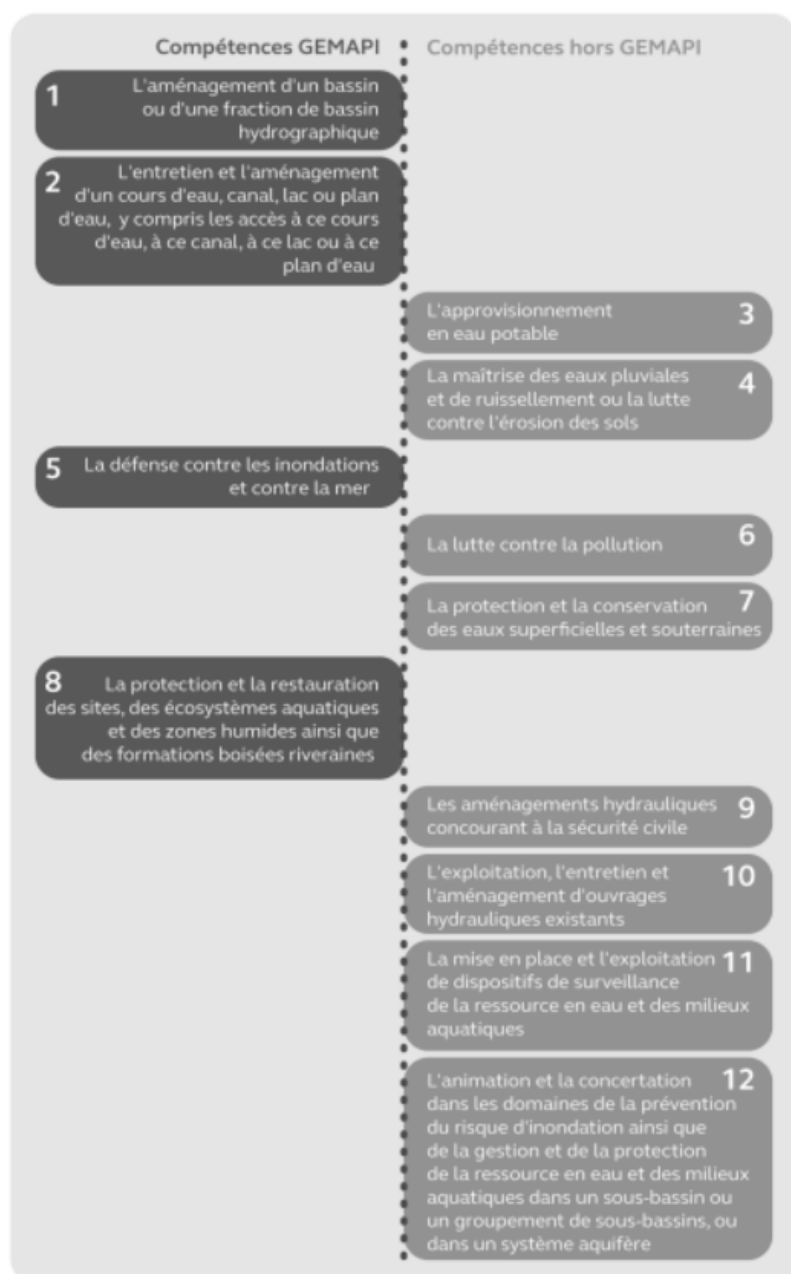 Compétences GEMAPI
Compétences hors GEMAPI
1
L'aménagement d'un bassin
ou d'une fraction de bassin
hydrographique
2
L'entretien et l'aménagement
d'un cours d'eau, canal, lac ou plan
d'eau, y compris les accès à ce cours
d'eau, à ce canal, à ce lac ou à ce
plan d'eau
L'approvisionnement
en eau potable
3
La maîtrise des eaux pluviales
et de ruissellement ou la lutte
contre l'érosion des sols
4
5
La défense contre les inondations
et contre la mer
La lutte contre la pollution
6
La protection et la conservation
des eaux superficielles et souterraines
7
8
La protection et la restauration
des sites, des écosystèmes aquatiques
et des zones humides ainsi que
des formations boisées riveraines
Les aménagements hydrauliques
concourant à la sécurité civile
9
L'exploitation, l'entretien et
l'aménagement d'ouvrages
hydrauliques existants
10
La mise en place et l'exploitation
de dispositifs de surveillance
de la ressource en eau et des milieux
aquatiques
11
L'animation et la concertation
dans les domaines de la prévention
du risque d'inondation ainsi que
de la gestion et de la protection
de la ressource en eau et des milieux
aquatiques dans un sous-bassin ou
un groupement de sous-bassins, ou
dans un système aquifère
12